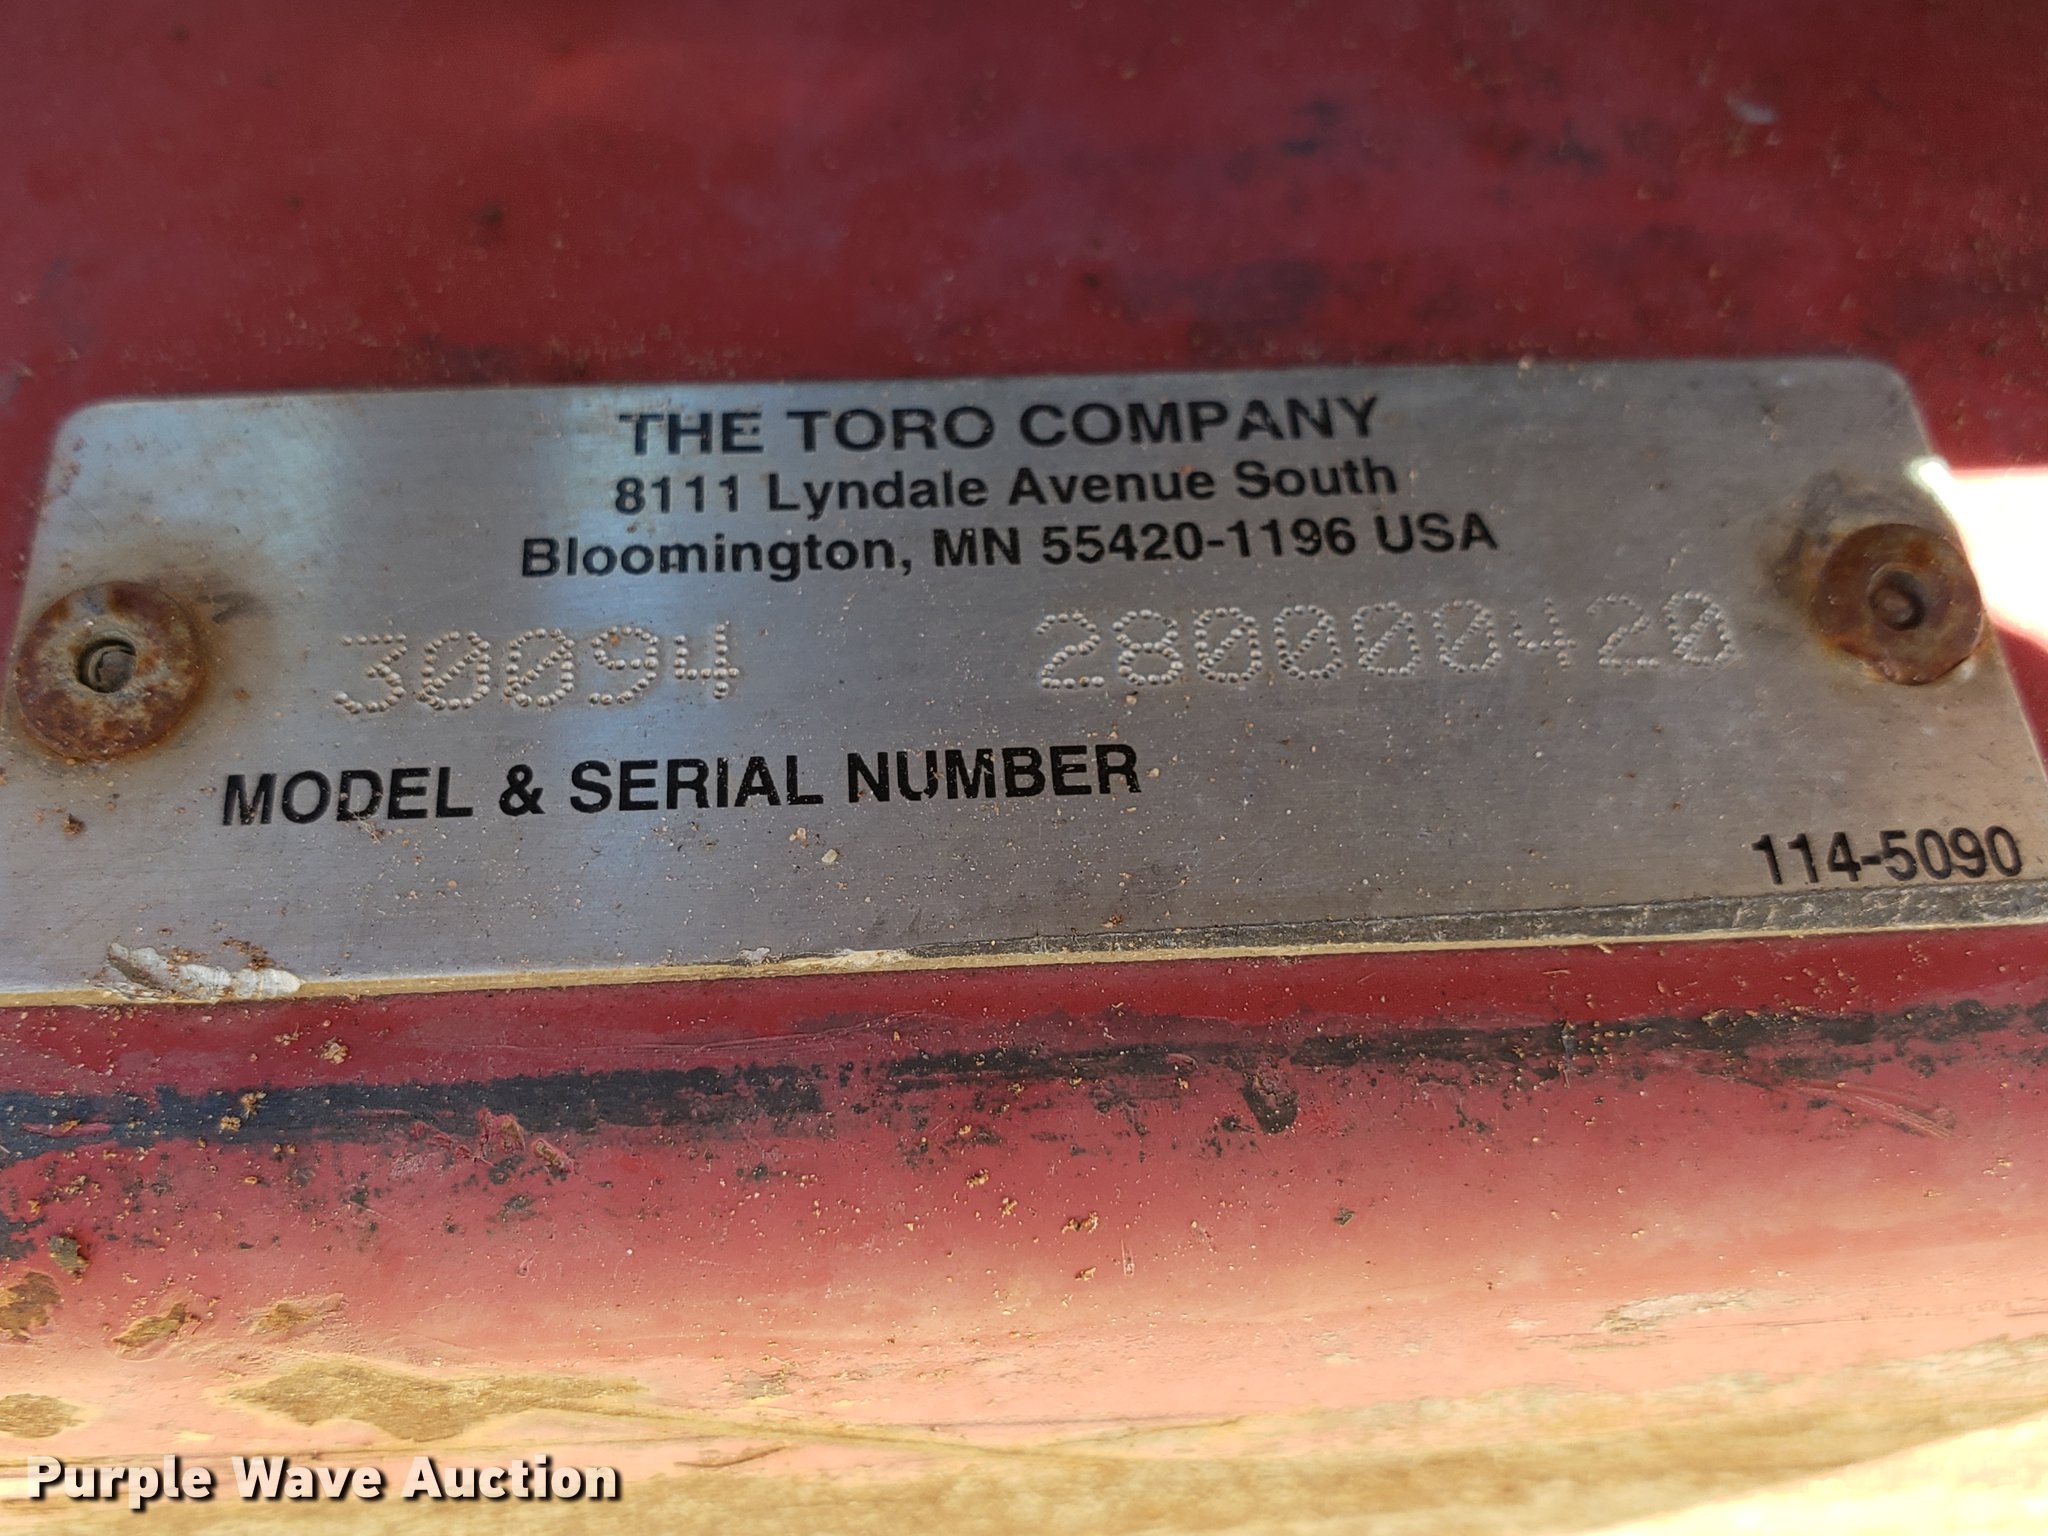 THE TORO COMPANY
8111 Lyndale Avenue South
Bloomington, MN 55420-1196 USA
30094 280000420
MODEL & SERIAL NUMBER
114-5090
Purple Wave Auction